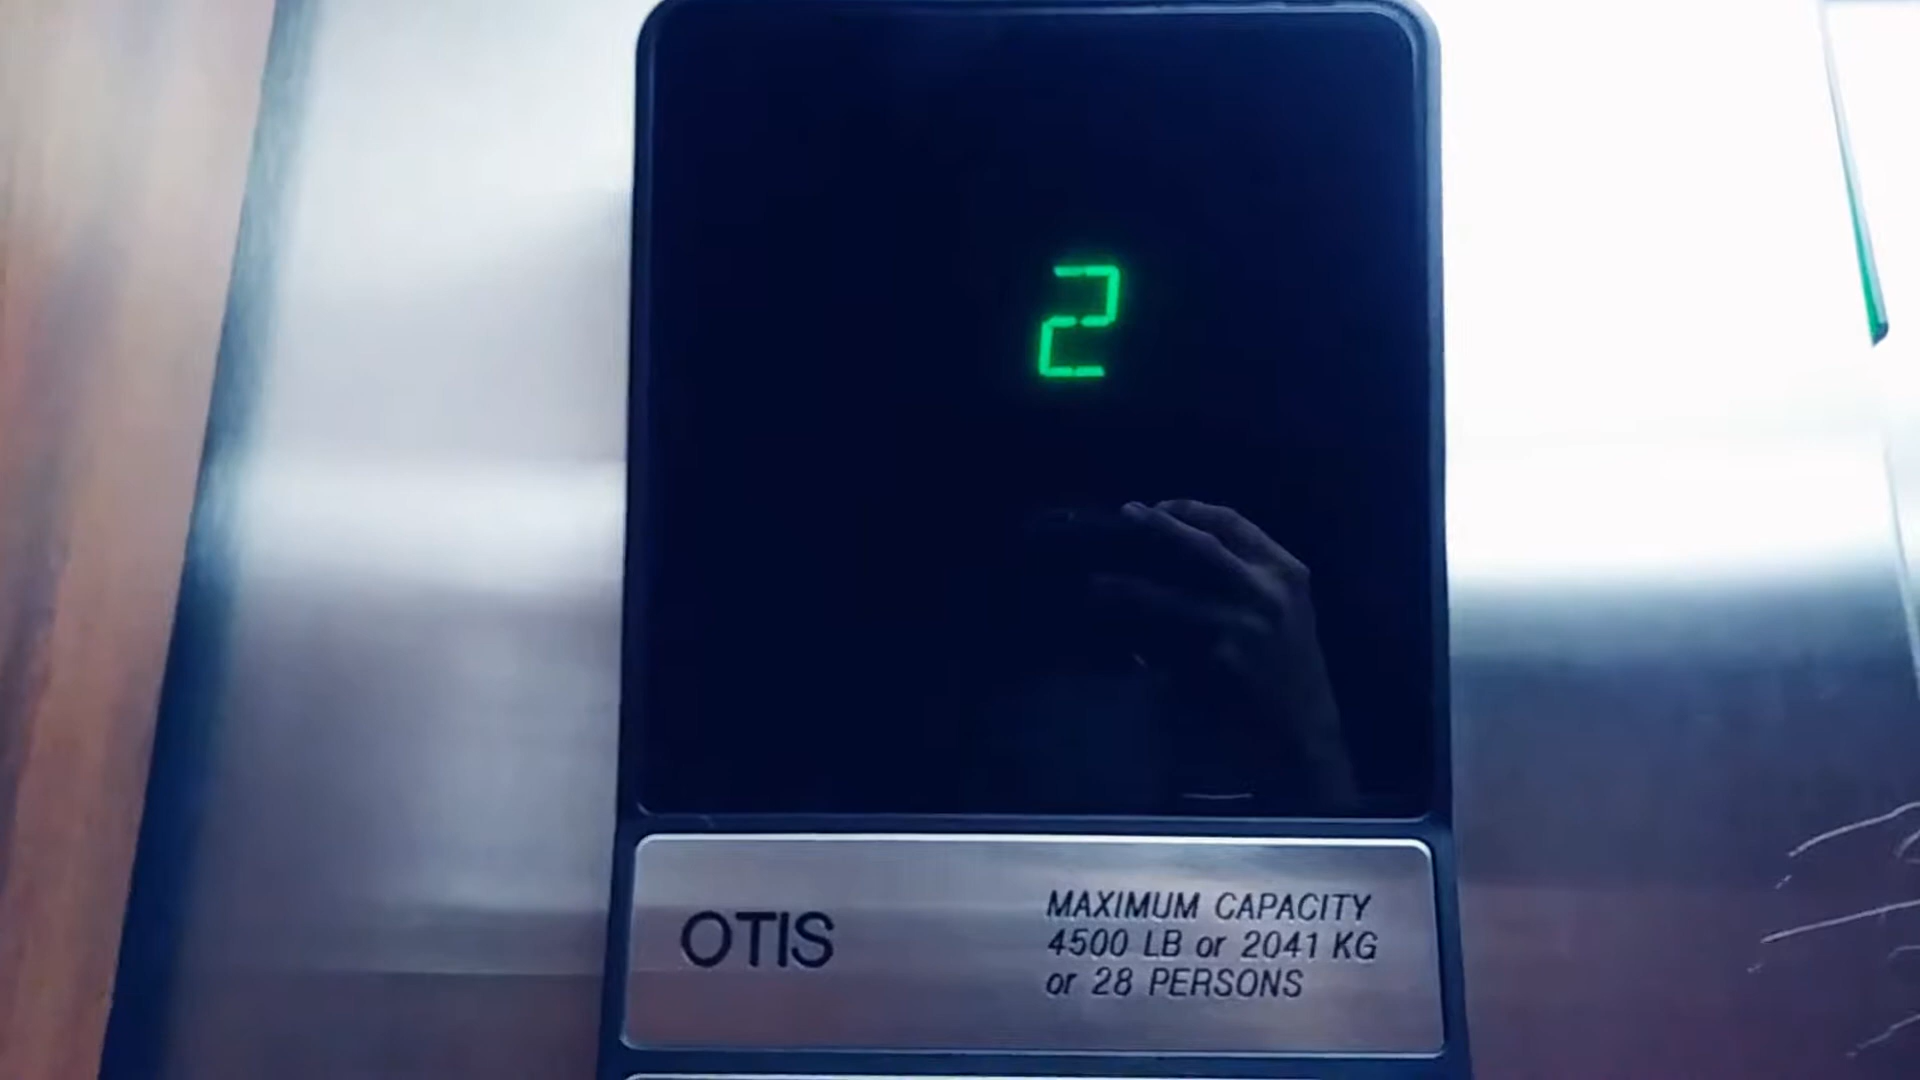 2
OTIS
MAXIMUM CAPACITY
4500 LB or 2041 KG
or 28 PERSONS